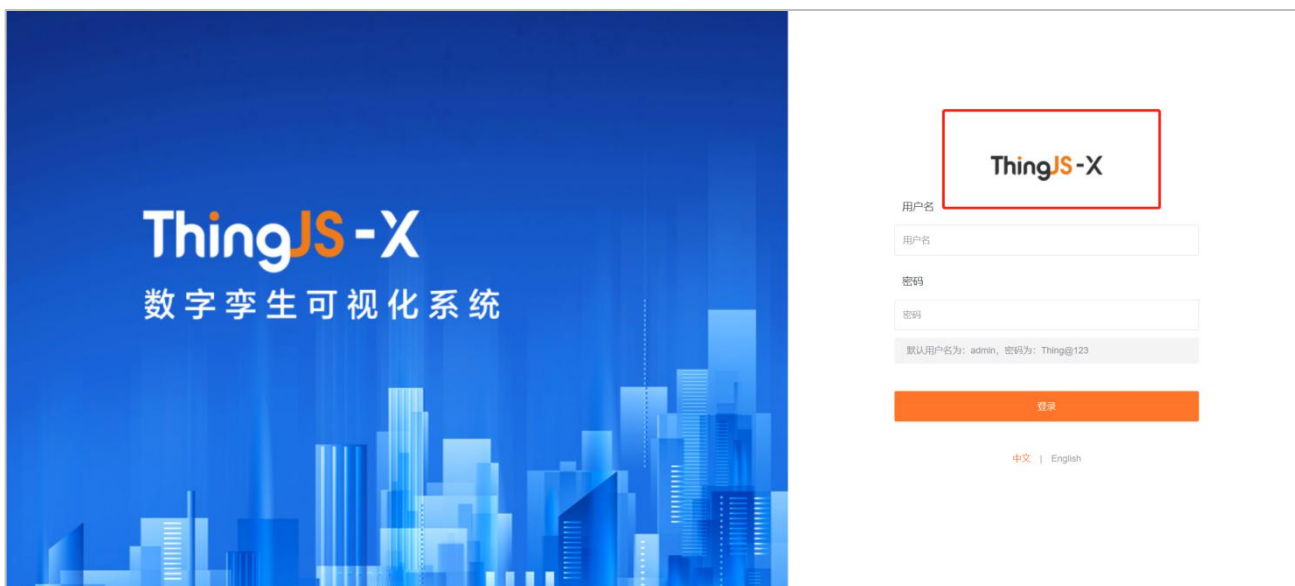 ThingJS-X
数字孪生可视化系统
ThingJS-X
用户名
用户名
密码
密码
默认用户名为：admin，密码为：Thing@123
登录
中文 | English